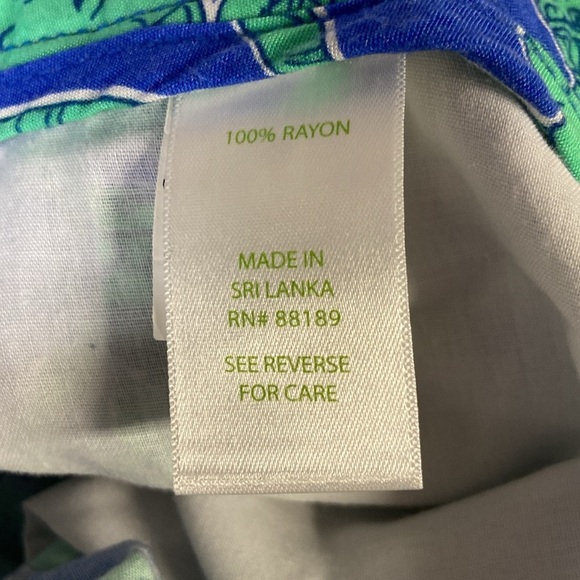 100% RAYON
MADE IN
SRI LANKA
RN# 88189
SEE REVERSE
FOR CARE